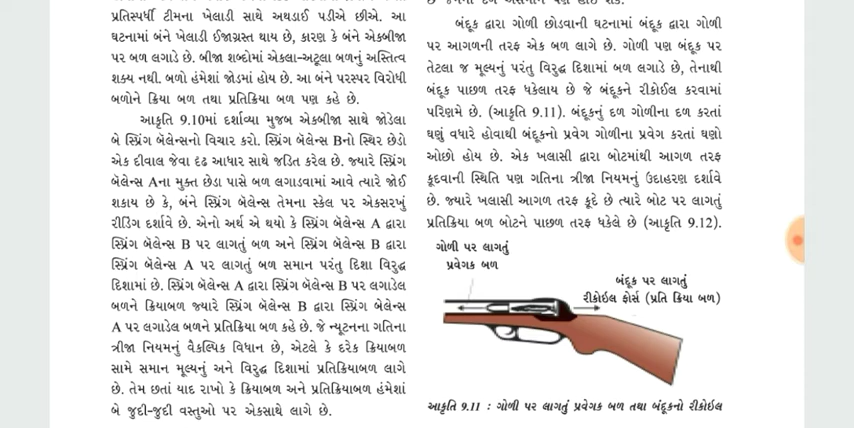 પ્રતિસ્પર્ધી ટીમના ખેલાડી સાથે અથડાઈ પડીએ છીએ. આ
ઘટનામાં બંને ખેલાડી ઈજાગ્રસ્ત થાય છે, કારણ કે બંને એકબીજા
પર બળ લગાડે છે. બીજા શબ્દોમાં એકલા-અટૂલા બળનું અસ્તિત્વ
શક્ય નથી. બળો હંમેશાં જોડમાં હોય છે. આ બંને પરસ્પર વિરોધી
બળોને ક્રિયા બળ તથા પ્રતિક્રિયા બળ પણ કહે છે.
આકૃતિ 9.10માં દર્શાવ્યા મુજબ એકબીજા સાથે જોડેલા
બે સ્પ્રિંગ બૅલેન્સનો વિચાર કરો. સ્પ્રિંગ બૅલેન્સ Bનો સ્થિર છેડો
એક દીવાલ જેવા દૃઢ આધાર સાથે જડિત કરેલ છે. જ્યારે સ્પ્રિંગ
બૅલેન્સ Aના મુક્ત છેડા પાસે બળ લગાડવામાં આવે ત્યારે જોઈ
શકાય છે કે, બંને સ્પ્રિંગ બૅલેન્સ તેમના સ્કેલ પર એકસરખું
રીડિંગ દર્શાવે છે. એનો અર્થ એ થયો કે સ્પ્રિંગ બૅલેન્સ A દ્વારા
સ્પ્રિંગ બૅલેન્સ B પર લાગતું બળ અને સ્પ્રિંગ બૅલેન્સ B દ્વારા
સ્પ્રિંગ બૅલેન્સ A પર લાગતું બળ સમાન પરંતુ દિશા વિરુદ્ધ
દિશામાં છે. સ્પ્રિંગ બૅલેન્સ A દ્વારા સ્પ્રિંગ બૅલેન્સ B પર લગાડેલ
બળને ક્રિયાબળ જ્યારે સ્પ્રિંગ બૅલેન્સ B દ્વારા સ્પ્રિંગ બૅલેન્સ
A પર લગાડેલ બળને પ્રતિક્રિયા બળ કહે છે. જે ન્યૂટનના ગતિના
ત્રીજા નિયમનું વૈકલ્પિક વિધાન છે, એટલે કે દરેક ક્રિયાબળ
સામે સમાન મૂલ્યનું અને વિરુદ્ધ દિશામાં પ્રતિક્રિયાબળ લાગે
છે. તેમ છતાં યાદ રાખો કે ક્રિયાબળ અને પ્રતિક્રિયાબળ હંમેશાં
બે જુદી-જુદી વસ્તુઓ પર એકસાથે લાગે છે.
બંદૂક દ્વારા ગોળી છોડવાની ઘટનામાં બંદૂક દ્વારા ગોળી
પર આગળની તરફ એક બળ લાગે છે. ગોળી પણ બંદૂક પર
તેટલા જ મૂલ્યનું પરંતુ વિરુદ્ધ દિશામાં બળ લગાડે છે, તેનાથી
બંદૂક પાછળ તરફ ધકેલાય છે જે બંદૂકને રીકોઈલ કરવામાં
પરિણમે છે. (આકૃતિ 9.11). બંદૂકનું દળ ગોળીના દળ કરતાં
ઘણું વધારે હોવાથી બંદૂકનો પ્રવેગ ગોળીના પ્રવેગ કરતાં ઘણો
ઓછો હોય છે. એક ખલાસી દ્વારા બોટમાંથી આગળ તરફ
કૂદવાની સ્થિતિ પણ ગતિના ત્રીજા નિયમનું ઉદાહરણ દર્શાવે
છે. જ્યારે ખલાસી આગળ તરફ કૂદે છે ત્યારે બોટ પર લાગતું
પ્રતિક્રિયા બળ બોટને પાછળ તરફ ધકેલે છે (આકૃતિ 9.12).
ગોળી પર લાગતું
પ્રવેગક બળ
બંદૂક પર લાગતું
રીકોઇલ ફોર્સ (પ્રતિ ક્રિયા બળ)
આકૃતિ 9.11 : ગોળી પર લાગતું પ્રવેગક બળ તથા બંદૂકનો રીકોઈલ